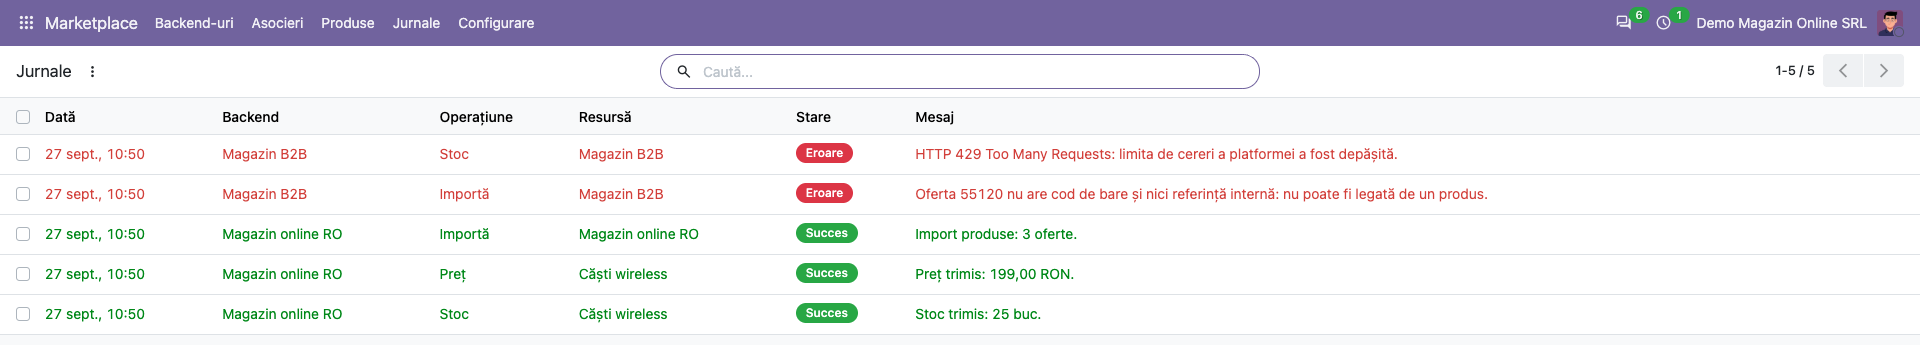 Marketplace Backend-uri Asocieri Produse Jurnale Configurare 6 1 Demo Magazin Online SRL
Jurnale Caută... 1-5 / 5
Dată Backend Operațiune Resursă Stare Mesaj
27 sept., 10:50 Magazin B2B Stoc Magazin B2B Eroare HTTP 429 Too Many Requests: limita de cereri a platformei a fost depășită.
27 sept., 10:50 Magazin B2B Importă Magazin B2B Eroare Oferta 55120 nu are cod de bare și nici referință internă: nu poate fi legată de un produs.
27 sept., 10:50 Magazin online RO Importă Magazin online RO Succes Import produse: 3 oferte.
27 sept., 10:50 Magazin online RO Preț Căști wireless Succes Preț trimis: 199,00 RON.
27 sept., 10:50 Magazin online RO Stoc Căști wireless Succes Stoc trimis: 25 buc.